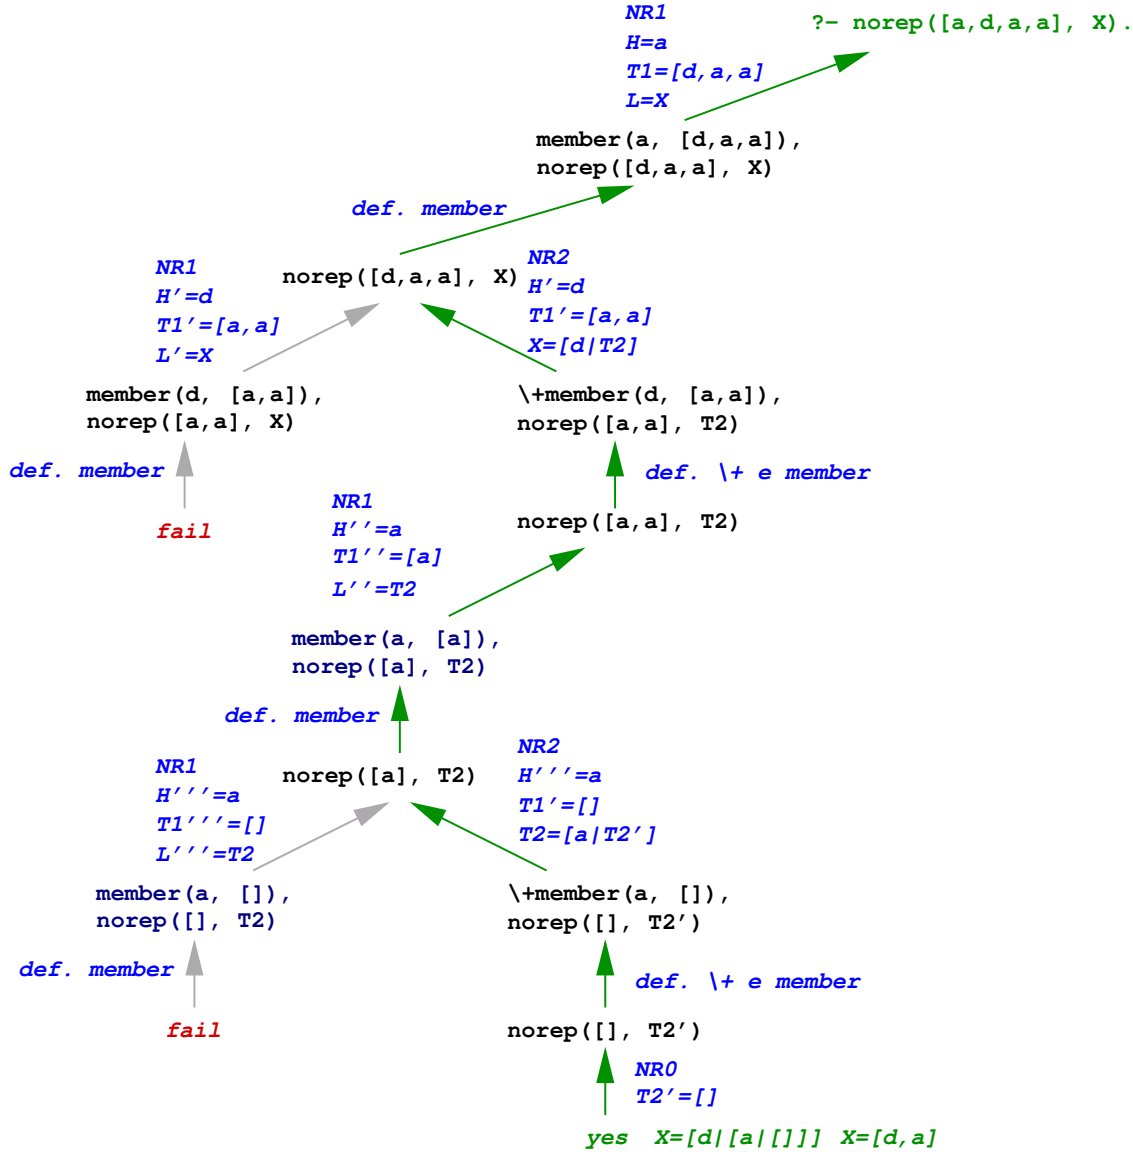 NR1
H=a
T1=[d,a,a]
L=X
?- norep([a,d,a,a], X).
member(a, [d,a,a]),
norep([d,a,a], X)
def. member
NR1
H'=d
T1'=[a,a]
L'=X
norep([d,a,a], X)
NR2
H'=d
T1'=[a,a]
X=[d|T2]
member(d, [a,a]),
norep([a,a], X)
\+member(d, [a,a]),
norep([a,a], T2)
def. member
def. \+ e member
fail
NR1
H''=a
T1''=[a]
L''=T2
norep([a,a], T2)
member(a, [a]),
norep([a], T2)
def. member
NR1
H'''=a
T1'''=[]
L'''=T2
norep([a], T2)
NR2
H'''=a
T1'=[]
T2=[a|T2']
member(a, []),
norep([], T2)
\+member(a, []),
norep([], T2')
def. member
def. \+ e member
fail
norep([], T2')
NR0
T2'=[]
yes X=[d|[a|[]]] X=[d,a]